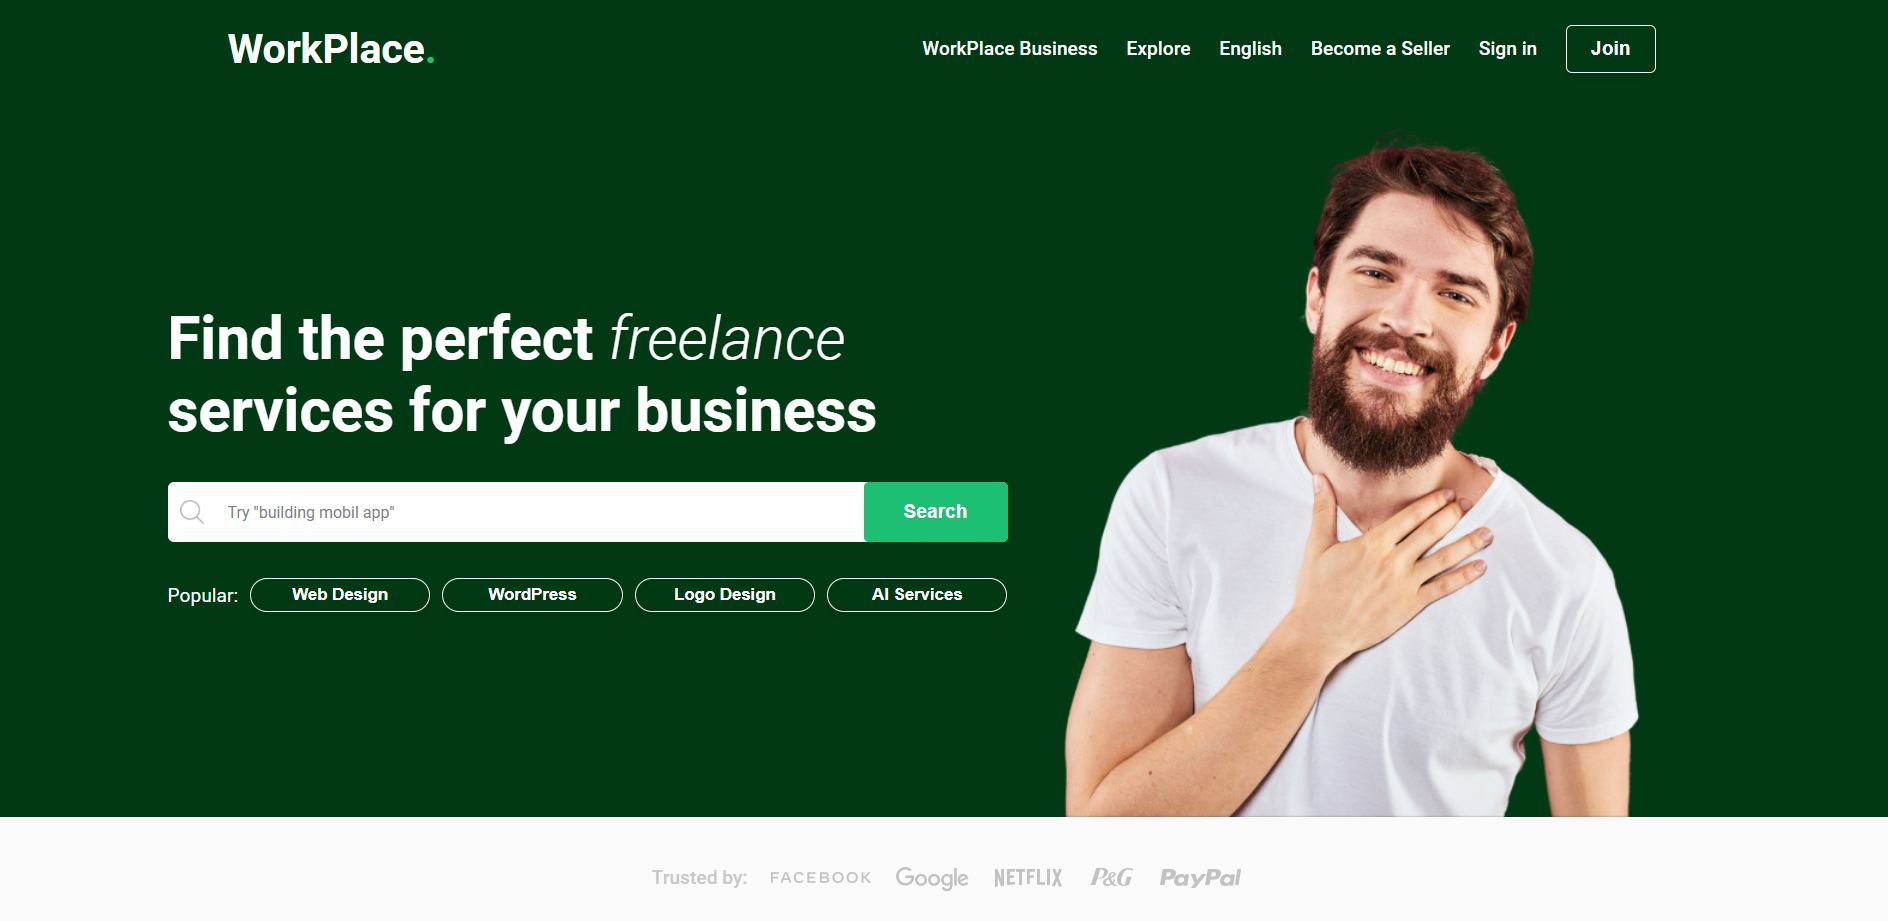 WorkPlace.
WorkPlace Business
Explore
English
Become a Seller
Sign in
Join
Find the perfect freelance
services for your business
Try "building mobil app"
Search
Popular:
Web Design
WordPress
Logo Design
AI Services
Trusted by:
FACEBOOK
Google
NETFLIX
P&G
PayPal